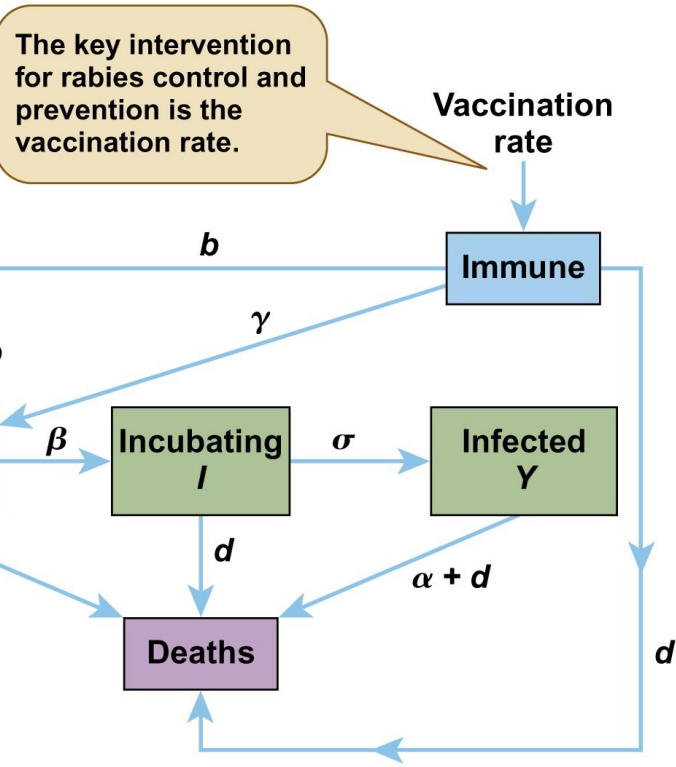 The key intervention
for rabies control and
prevention is the
vaccination rate.
Vaccination
rate
b
Immune
γ
β
Incubating
I
σ
Infected
Y
d
α + d
Deaths
d